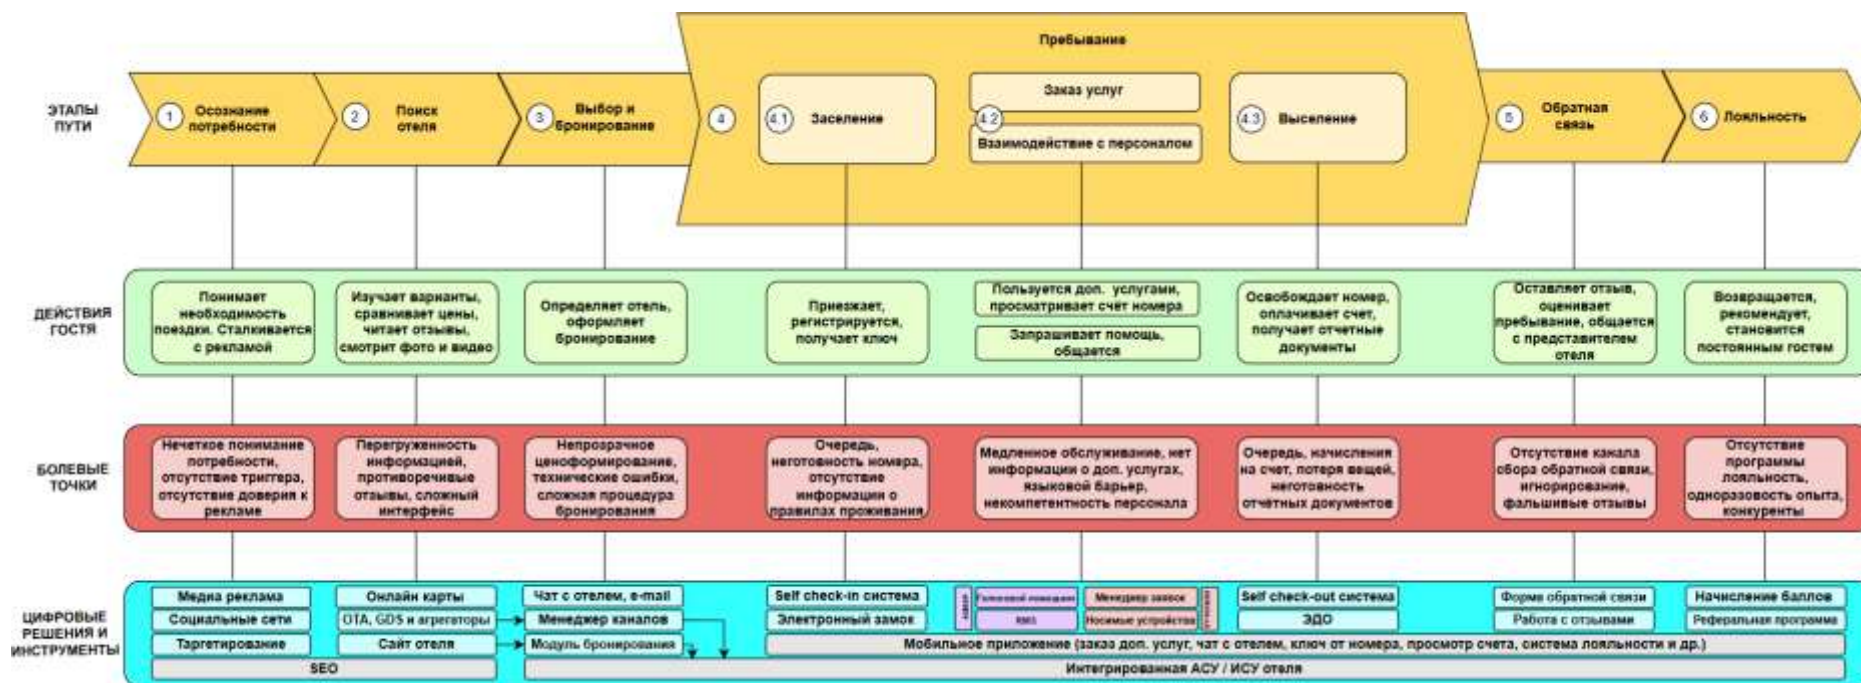 Пребывание
ЭТАПЫ
ПУТИ
1
Осознание
потребности
2
Поиск
отеля
3
Выбор и
бронирование
4
4.1
Заселение
Заказ услуг
4.2
Взаимодействие с персоналом
4.3
Выселение
5
Обратная
связь
6
Лояльность
ДЕЙСТВИЯ
ГОСТЯ
Понимает
необходимость
поездки. Сталкивается
с рекламой
Изучает варианты,
сравнивает цены,
читает отзывы,
смотрит фото и видео
Определяет отель,
оформляет
бронирование
Приезжает,
регистрируется,
получает ключ
Пользуется доп. услугами,
просматривает счёт номера
Запрашивает помощь,
общается
Освобождает номер,
оплачивает счет,
получает отчетные
документы
Оставляет отзыв,
оценивает
пребывание, общается
с представителем
отеля
Возвращается,
рекомендует,
становится
постоянным гостем
БОЛЕВЫЕ
ТОЧКИ
Нечеткое понимание
потребности,
отсутствие триггера,
отсутствие доверия к
рекламе
Перегруженность
информацией,
противоречивые
отзывы, сложный
интерфейс
Непрозрачное
ценоформирование,
технические ошибки,
сложная процедура
бронирования
Очередь,
неготовность номера,
отсутствие
информации о
правилах проживания
Медленное обслуживание, нет
информации о доп. услугах,
языковой барьер,
некомпетентность персонала
Очередь, начисления
на счет, потеря вещей,
неготовность
отчётных документов
Отсутствие канала
сбора обратной связи,
игнорирование,
фальшивые отзывы
Отсутствие
программы
лояльность,
одноразовость опыта,
конкуренты
ЦИФРОВЫЕ
РЕШЕНИЯ И
ИНСТРУМЕНТЫ
Медиа реклама
Социальные сети
Таргетирование
Онлайн карты
ОТА, GDS и агрегаторы
Сайт отеля
SEO
Чат с отелем, e-mail
Менеджер каналов
Модуль бронирования
Self check-in система
Электронный замок
Голосовой помощник
Менеджер заявок
Носимые устройства
Self check-out система
ЭДО
Форма обратной связи
Работа с отзывами
Начисление баллов
Реферальная программа
Мобильное приложение (заказ доп. услуг, чат с отелем, ключ от номера, просмотр счета, система лояльности и др.)
Интегрированная АСУ / ИСУ отеля